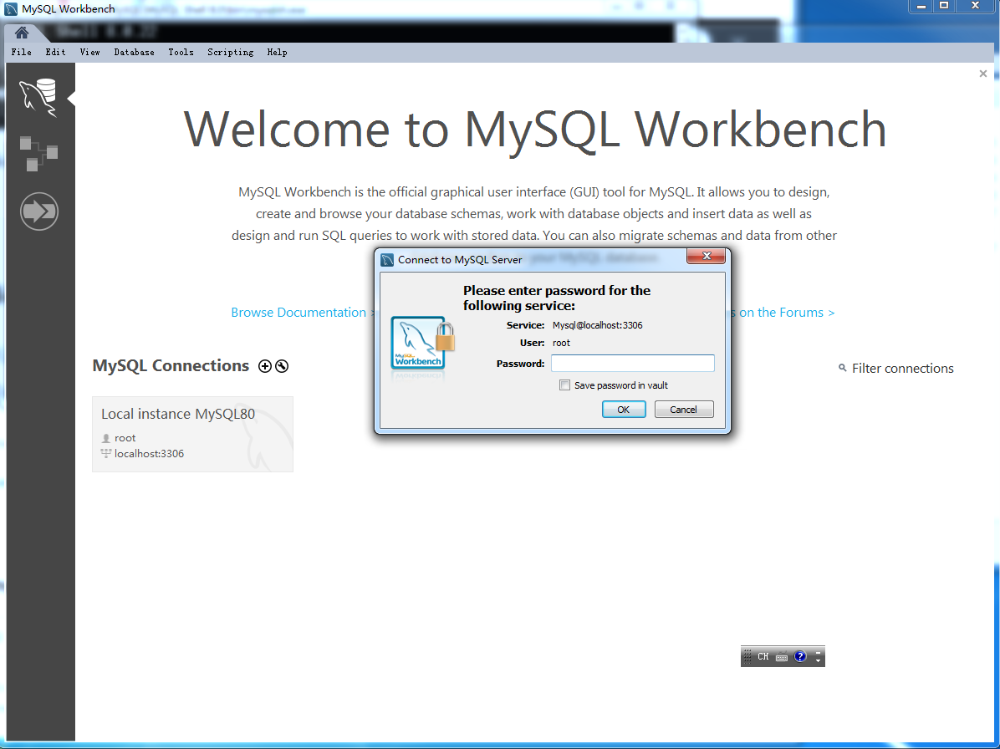 MySQL Workbench
File Edit View Database Tools Scripting Help
Welcome to MySQL Workbench
MySQL Workbench is the official graphical user interface (GUI) tool for MySQL. It allows you to design,
create and browse your database schemas, work with database objects and insert data as well as
design and run SQL queries to work with stored data. You can also migrate schemas and data from other
your MySQL database.
Connect to MySQL Server
Please enter password for the
following service:
Service: Mysql@localhost:3306
User: root
Password:
Save password in vault
OK Cancel
MySQL
Workbench
Browse Documentation >
on the Forums >
MySQL Connections
Filter connections
Local instance MySQL80
root
localhost:3306
CH